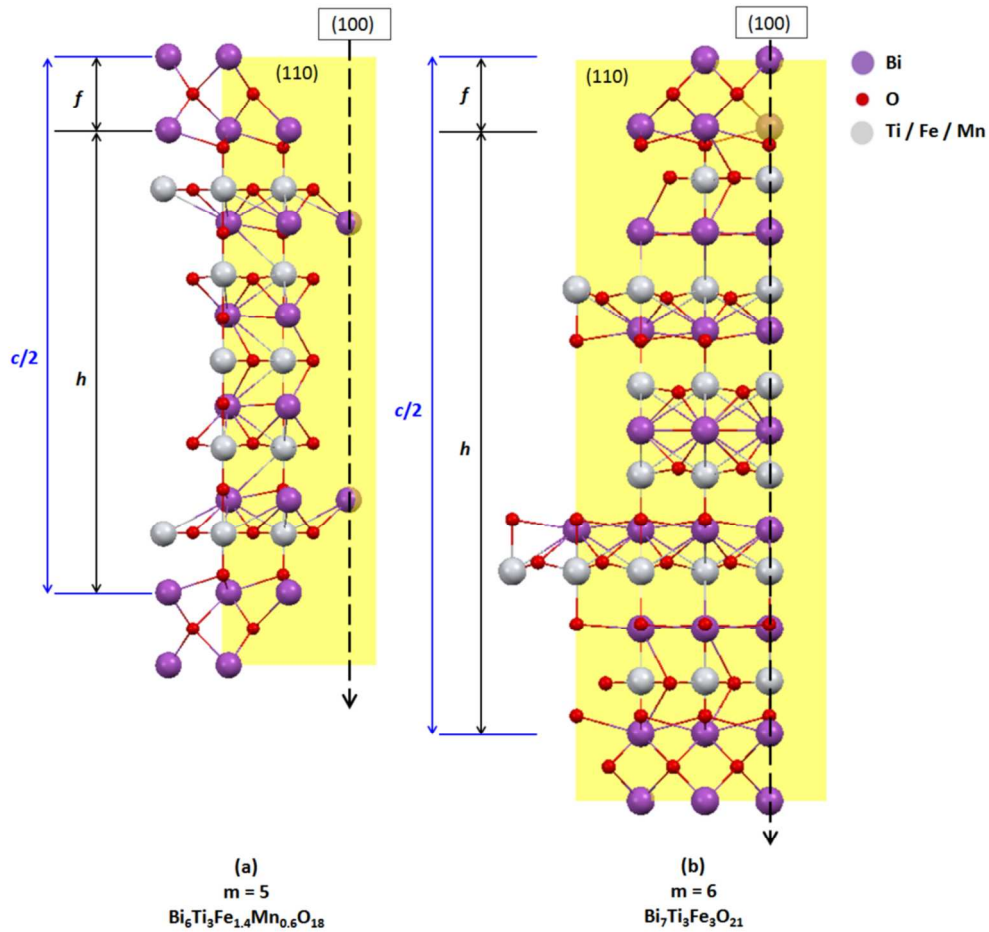 (100)
(110)
f
h
c/2
(a)
m = 5
Bi₆Ti₃Fe₁.₄Mn₀.₆O₁₈
(100)
(110)
f
h
c/2
(b)
m = 6
Bi₇Ti₃Fe₃O₂₁
Bi
O
Ti / Fe / Mn